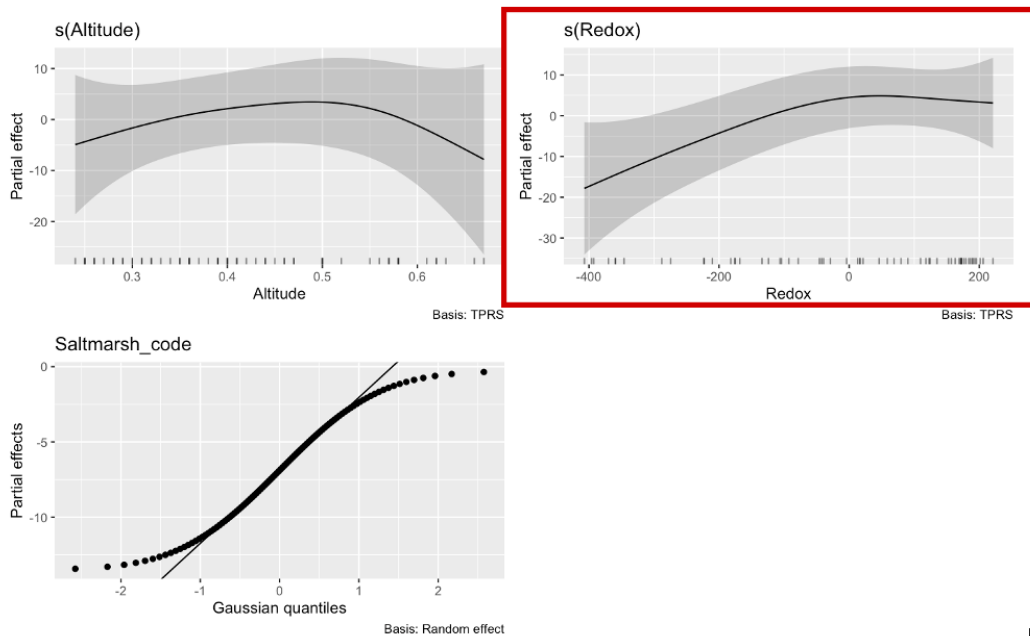 s(Altitude)
10
0
-10
-20
Partial effect
0.3 0.4 0.5 0.6
Altitude
Basis: TPRS
s(Redox)
10
0
-10
-20
-30
Partial effect
-400 -200 0 200
Redox
Basis: TPRS
Saltmarsh_code
0
-5
-10
Partial effects
-2 -1 0 1 2
Gaussian quantiles
Basis: Random effect